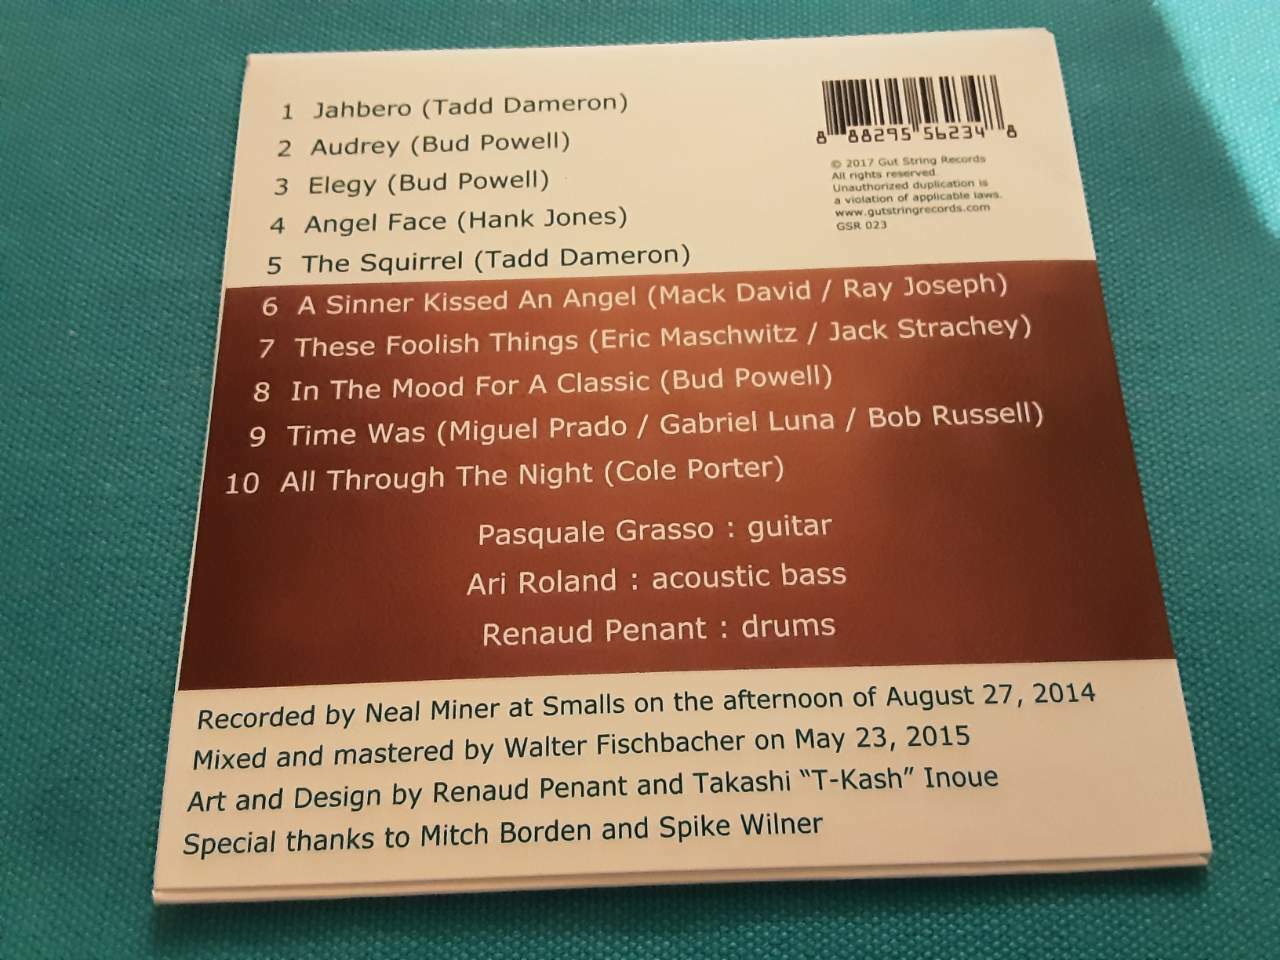 1 Jahbero (Tadd Dameron)
2 Audrey (Bud Powell)
3 Elegy (Bud Powell)
4 Angel Face (Hank Jones)
5 The Squirrel (Tadd Dameron)
8 88295 56234 8
© 2017 Gut String Records
All rights reserved.
Unauthorized duplication is
a violation of applicable laws.
www.gutstringrecords.com
GSR 023
6 A Sinner Kissed An Angel (Mack David / Ray Joseph)
7 These Foolish Things (Eric Maschwitz / Jack Strachey)
8 In The Mood For A Classic (Bud Powell)
9 Time Was (Miguel Prado / Gabriel Luna / Bob Russell)
10 All Through The Night (Cole Porter)
Pasquale Grasso : guitar
Ari Roland : acoustic bass
Renaud Penant : drums
Recorded by Neal Miner at Smalls on the afternoon of August 27, 2014
Mixed and mastered by Walter Fischbacher on May 23, 2015
Art and Design by Renaud Penant and Takashi “T-Kash” Inoue
Special thanks to Mitch Borden and Spike Wilner